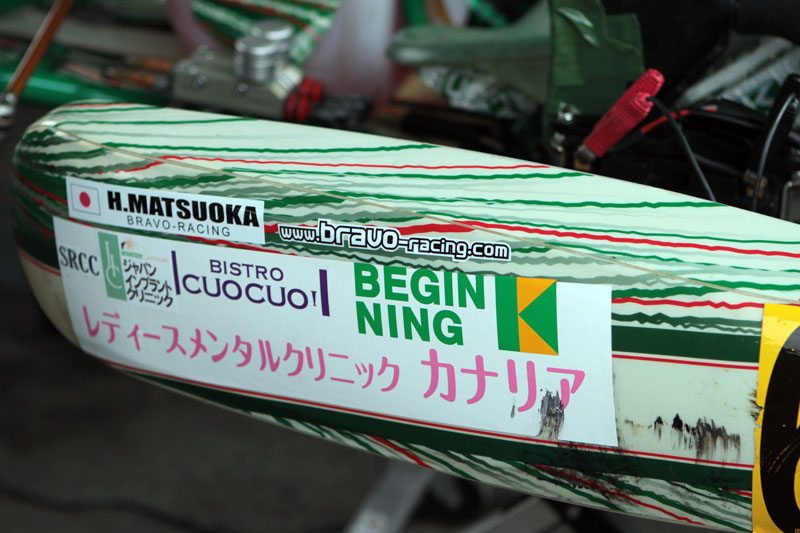 H.MATSUOKA
BRAVO-RACING
www.bravo-racing.com
SRCC
ジャパン
インプラント
クリニック
BISTRO
CUOCUO!
BEGIN
NING
レディースメンタルクリニック カナリア